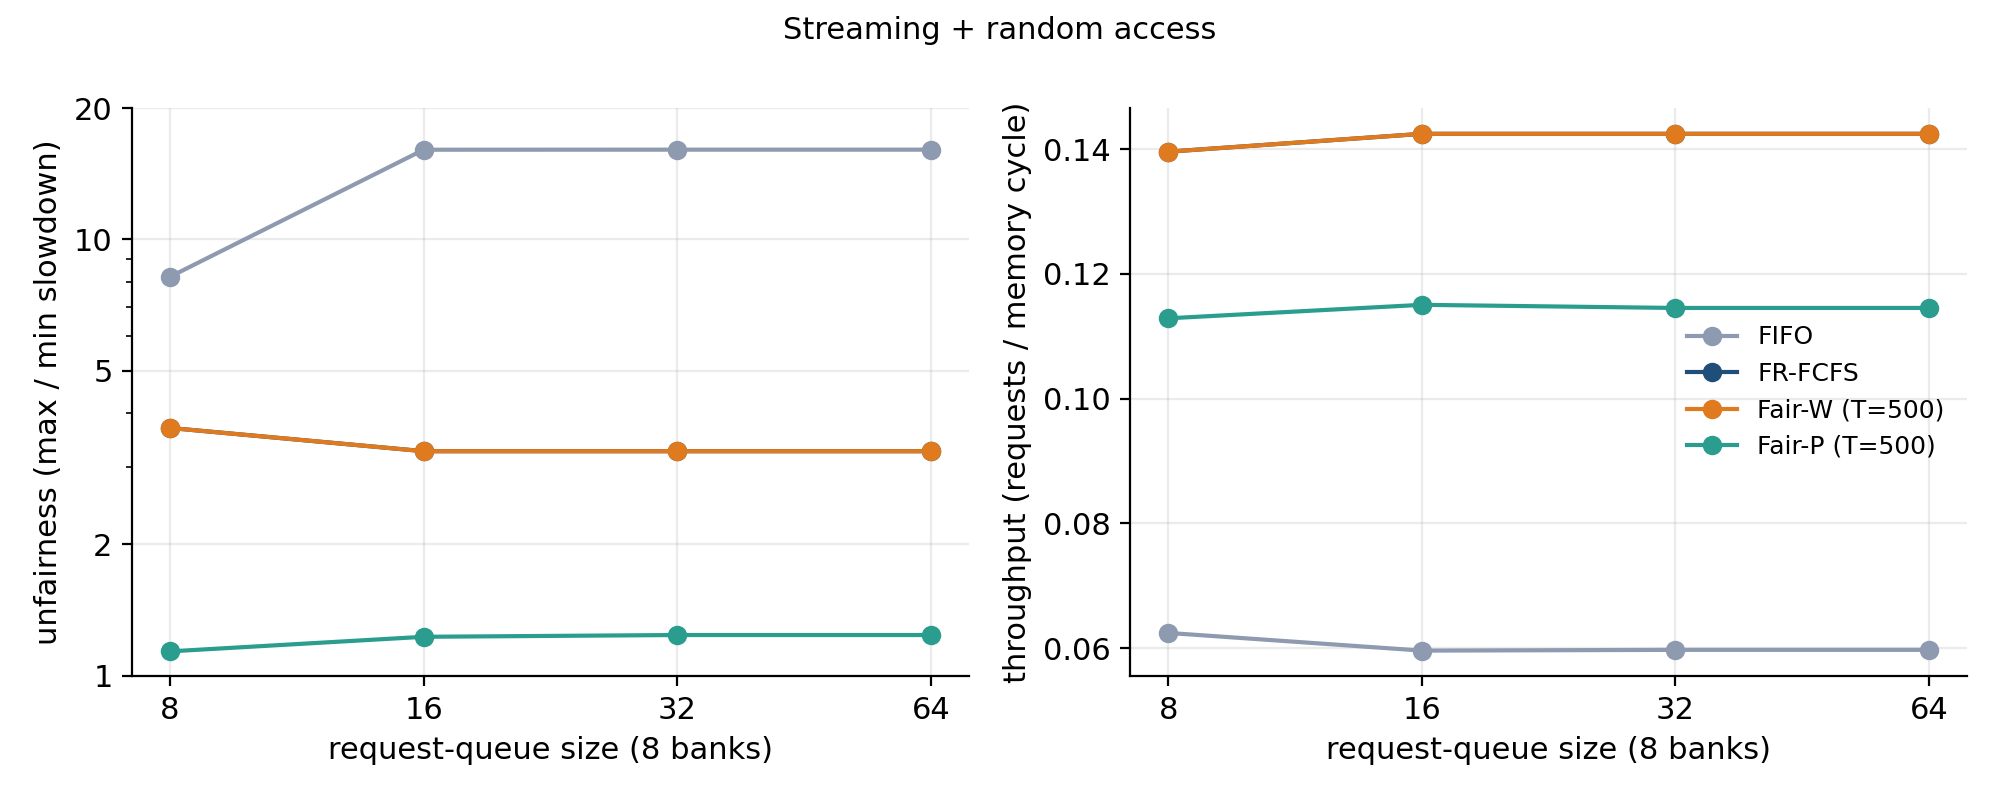 Streaming + random access
unfairness (max / min slowdown)
20
10
5
2
1
8 16 32 64
request-queue size (8 banks)
throughput (requests / memory cycle)
0.14
0.12
0.10
0.08
0.06
FIFO
FR-FCFS
Fair-W (T=500)
Fair-P (T=500)
8 16 32 64
request-queue size (8 banks)